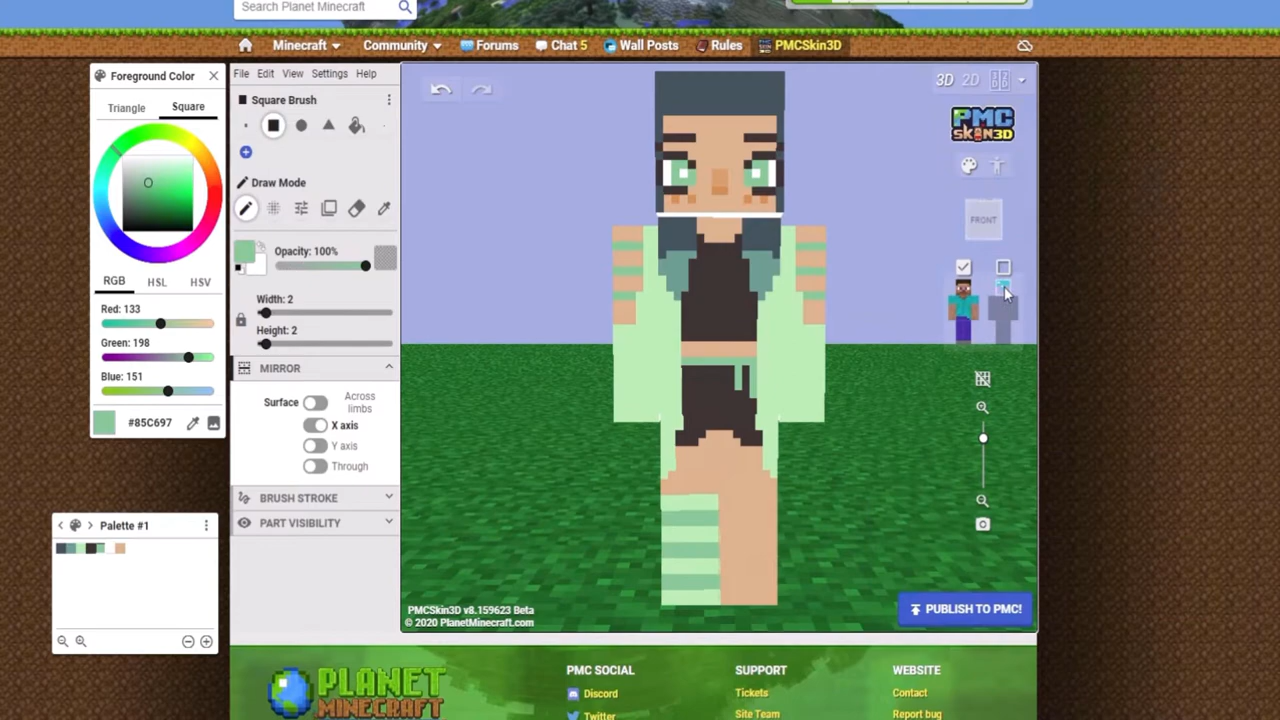 Search Planet Minecraft
Minecraft
Community
Forums
Chat 5
Wall Posts
Rules
PMCSkin3D
Foreground Color
Triangle
Square
RGB
HSL
HSV
Red: 133
Green: 198
Blue: 151
#85C697
Palette #1
File
Edit
View
Settings
Help
Square Brush
Draw Mode
Opacity: 100%
Width: 2
Height: 2
MIRROR
Surface
Across
limbs
X axis
Y axis
Through
BRUSH STROKE
PART VISIBILITY
3D
2D
PMC
SKIN3D
FRONT
PMCSkin3D v8.159623 Beta
© 2020 PlanetMinecraft.com
PUBLISH TO PMC!
PLANET
MINECRAFT
PMC SOCIAL
Discord
Twitter
SUPPORT
Tickets
Site Team
WEBSITE
Contact
Report bug